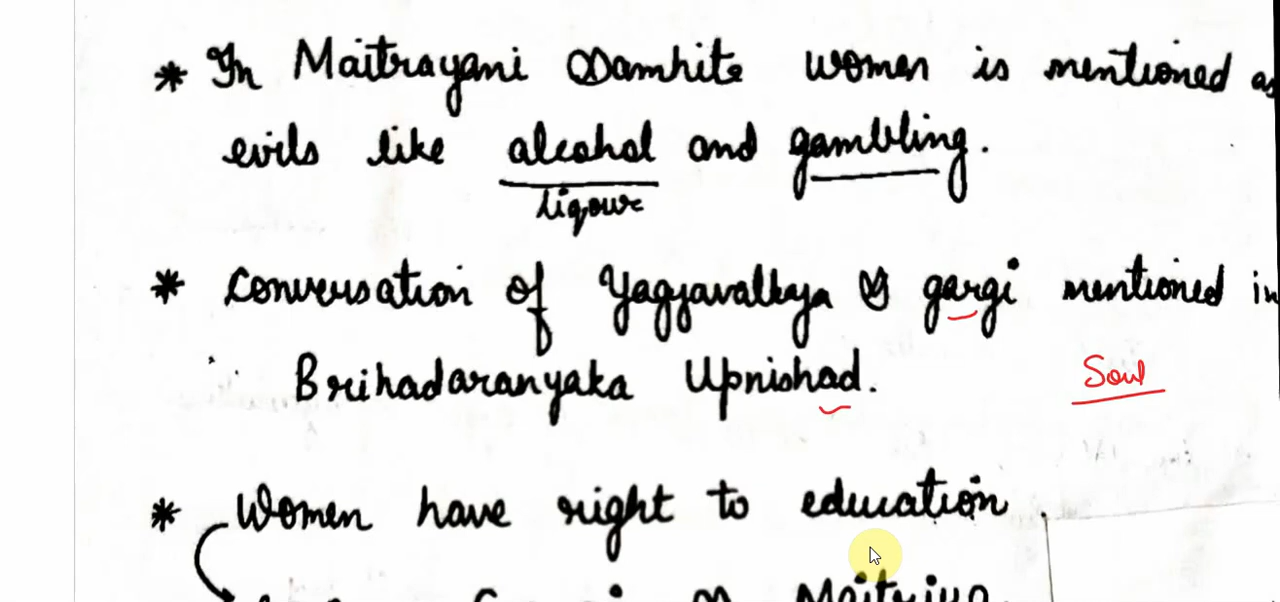 * In Maitrayani Samhita women is mentioned as
evils like alcohol and gambling.
liqour
* Conversation of Yagyavalkya & gargi mentioned in
Brihadaranyaka Upnishad.
Soul
* Women have right to education.